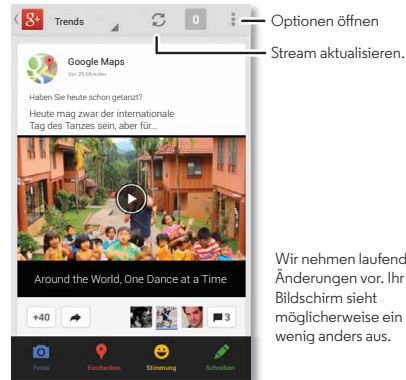 8+ Trends 0
Optionen öffnen
Stream aktualisieren.
Google Maps
Vor 25 Minuten
Haben Sie heute schon getanzt?
Heute mag zwar der internationale
Tag des Tanzes sein, aber für...
Around the World, One Dance at a Time
+40 3
Fotos Einchecken Stimmung Schreiben
Wir nehmen laufend
Änderungen vor. Ihr
Bildschirm sieht
möglicherweise ein
wenig anders aus.